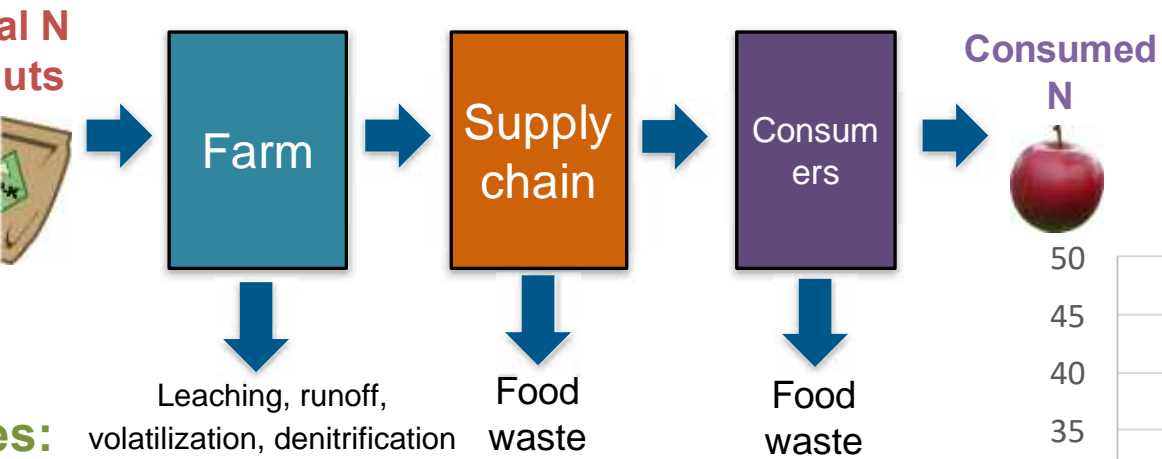 al N
uts
Farm
Supply
chain
Consum
ers
Consumed
N
Leaching, runoff,
volatilization, denitrification
Food
waste
Food
waste
es:
50
45
40
35